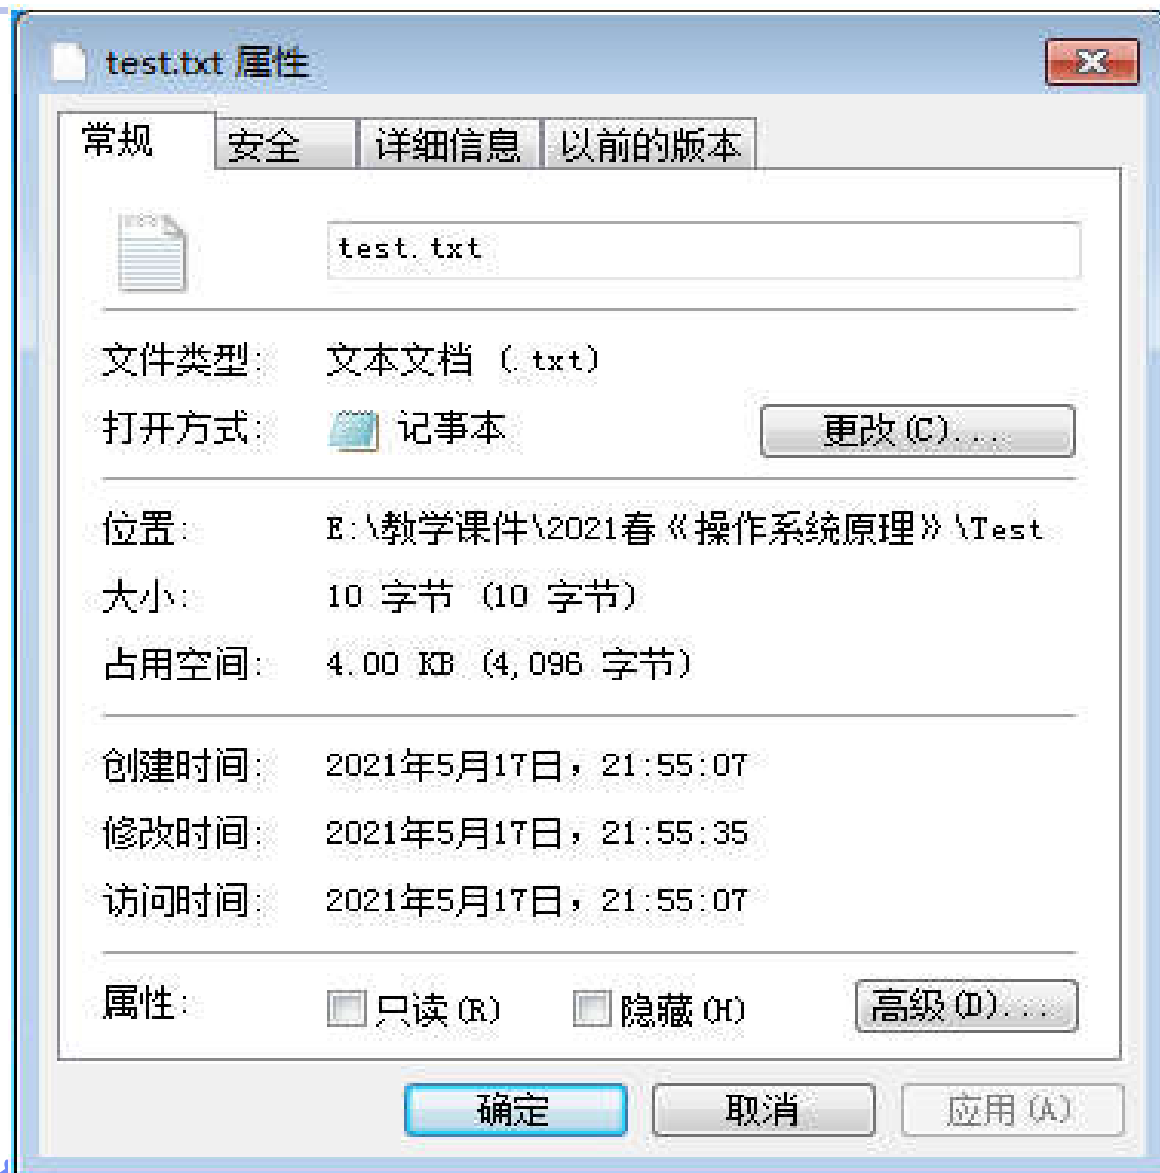 test.txt 属性
常规 安全 详细信息 以前的版本
test.txt
文件类型: 文本文档 (.txt)
打开方式: 记事本 更改(C)...
位置: E:\教学课件\2021春《操作系统原理》\Test
大小: 10 字节 (10 字节)
占用空间: 4.00 KB (4,096 字节)
创建时间: 2021年5月17日，21:55:07
修改时间: 2021年5月17日，21:55:35
访问时间: 2021年5月17日，21:55:07
属性: 只读(R) 隐藏(H) 高级(D)...
确定 取消 应用(A)